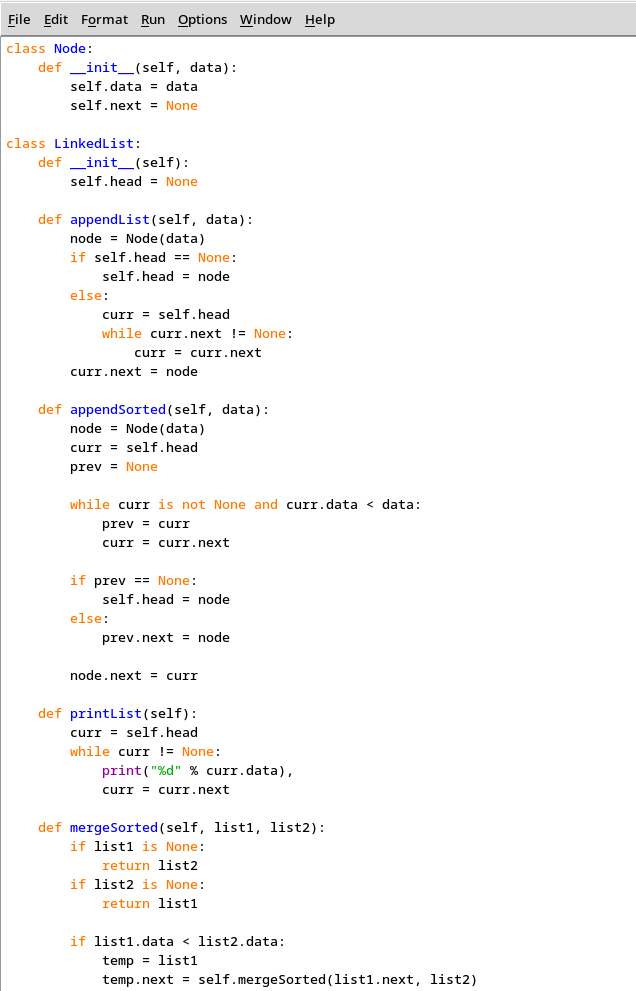 File Edit Format Run Options Window Help
class Node:
    def __init__(self, data):
        self.data = data
        self.next = None

class LinkedList:
    def __init__(self):
        self.head = None

    def appendList(self, data):
        node = Node(data)
        if self.head == None:
            self.head = node
        else:
            curr = self.head
            while curr.next != None:
                curr = curr.next
        curr.next = node

    def appendSorted(self, data):
        node = Node(data)
        curr = self.head
        prev = None

        while curr is not None and curr.data < data:
            prev = curr
            curr = curr.next

        if prev == None:
            self.head = node
        else:
            prev.next = node

        node.next = curr

    def printList(self):
        curr = self.head
        while curr != None:
            print("%d" % curr.data),
            curr = curr.next

    def mergeSorted(self, list1, list2):
        if list1 is None:
            return list2
        if list2 is None:
            return list1

        if list1.data < list2.data:
            temp = list1
            temp.next = self.mergeSorted(list1.next, list2)